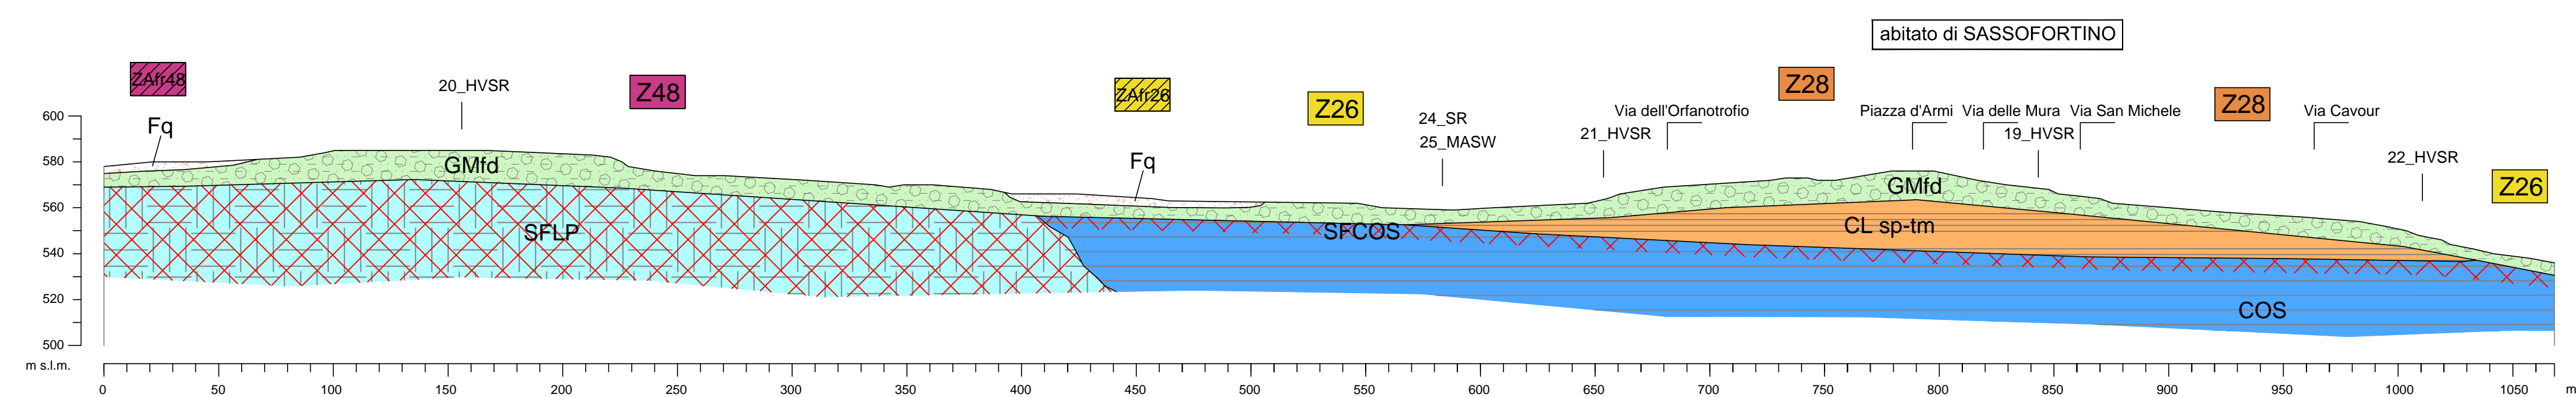 abitato di SASSOFORTINO
ZAfr48
20_HVSR
Z48
ZAfr26
Z26
24_SR
25_MASW
21_HVSR
Via dell'Orfanotrofio
Z28
Piazza d'Armi
Via delle Mura
Via San Michele
19_HVSR
Z28
Via Cavour
22_HVSR
Z26
Fq
GMfd
Fq
GMfd
SFLP
SFCOS
CL sp-tm
COS
600
580
560
540
520
500
m s.l.m.
0 50 100 150 200 250 300 350 400 450 500 550 600 650 700 750 800 850 900 950 1000 1050 m